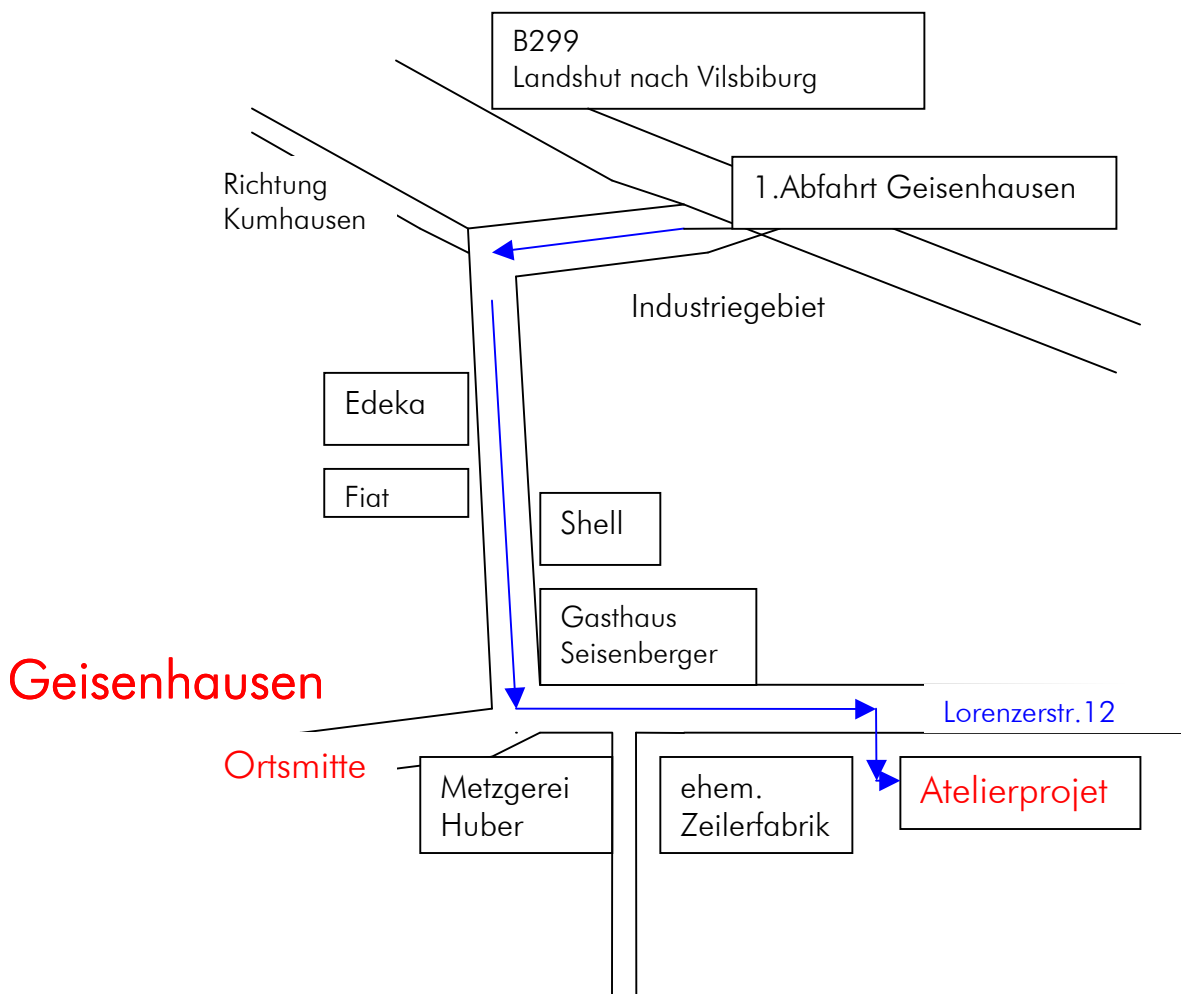 B299
Landshut nach Vilsbiburg
1.Abfahrt Geisenhausen
Richtung
Kumhausen
Industriegebiet
Edeka
Fiat
Shell
Gasthaus
Seisenberger
Geisenhausen
Lorenzerstr.12
Ortsmitte
Metzgerei
Huber
ehem.
Zeilerfabrik
Atelierprojet